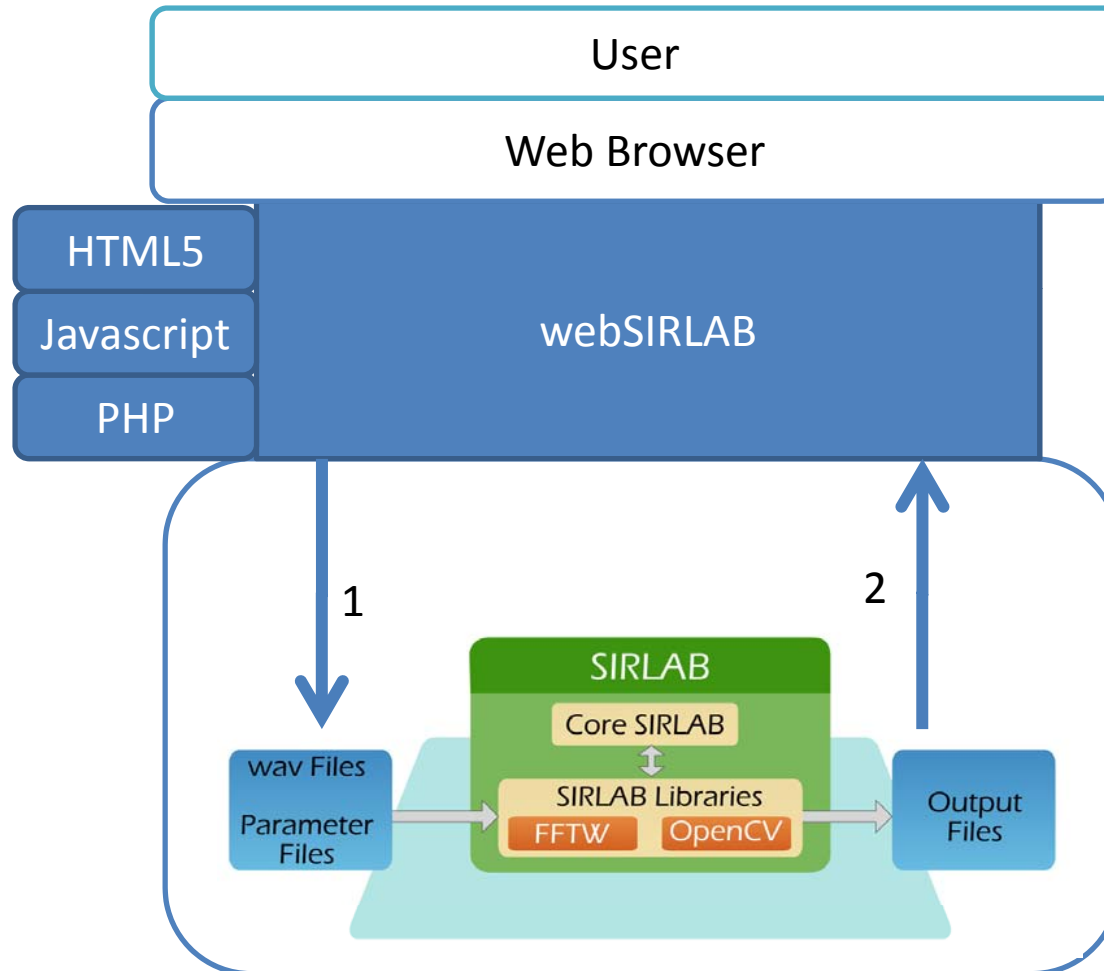 User
Web Browser
HTML5
Javascript
PHP
webSIRLAB
1
2
SIRLAB
Core SIRLAB
SIRLAB Libraries
FFTW
OpenCV
wav Files
Parameter
Files
Output
Files